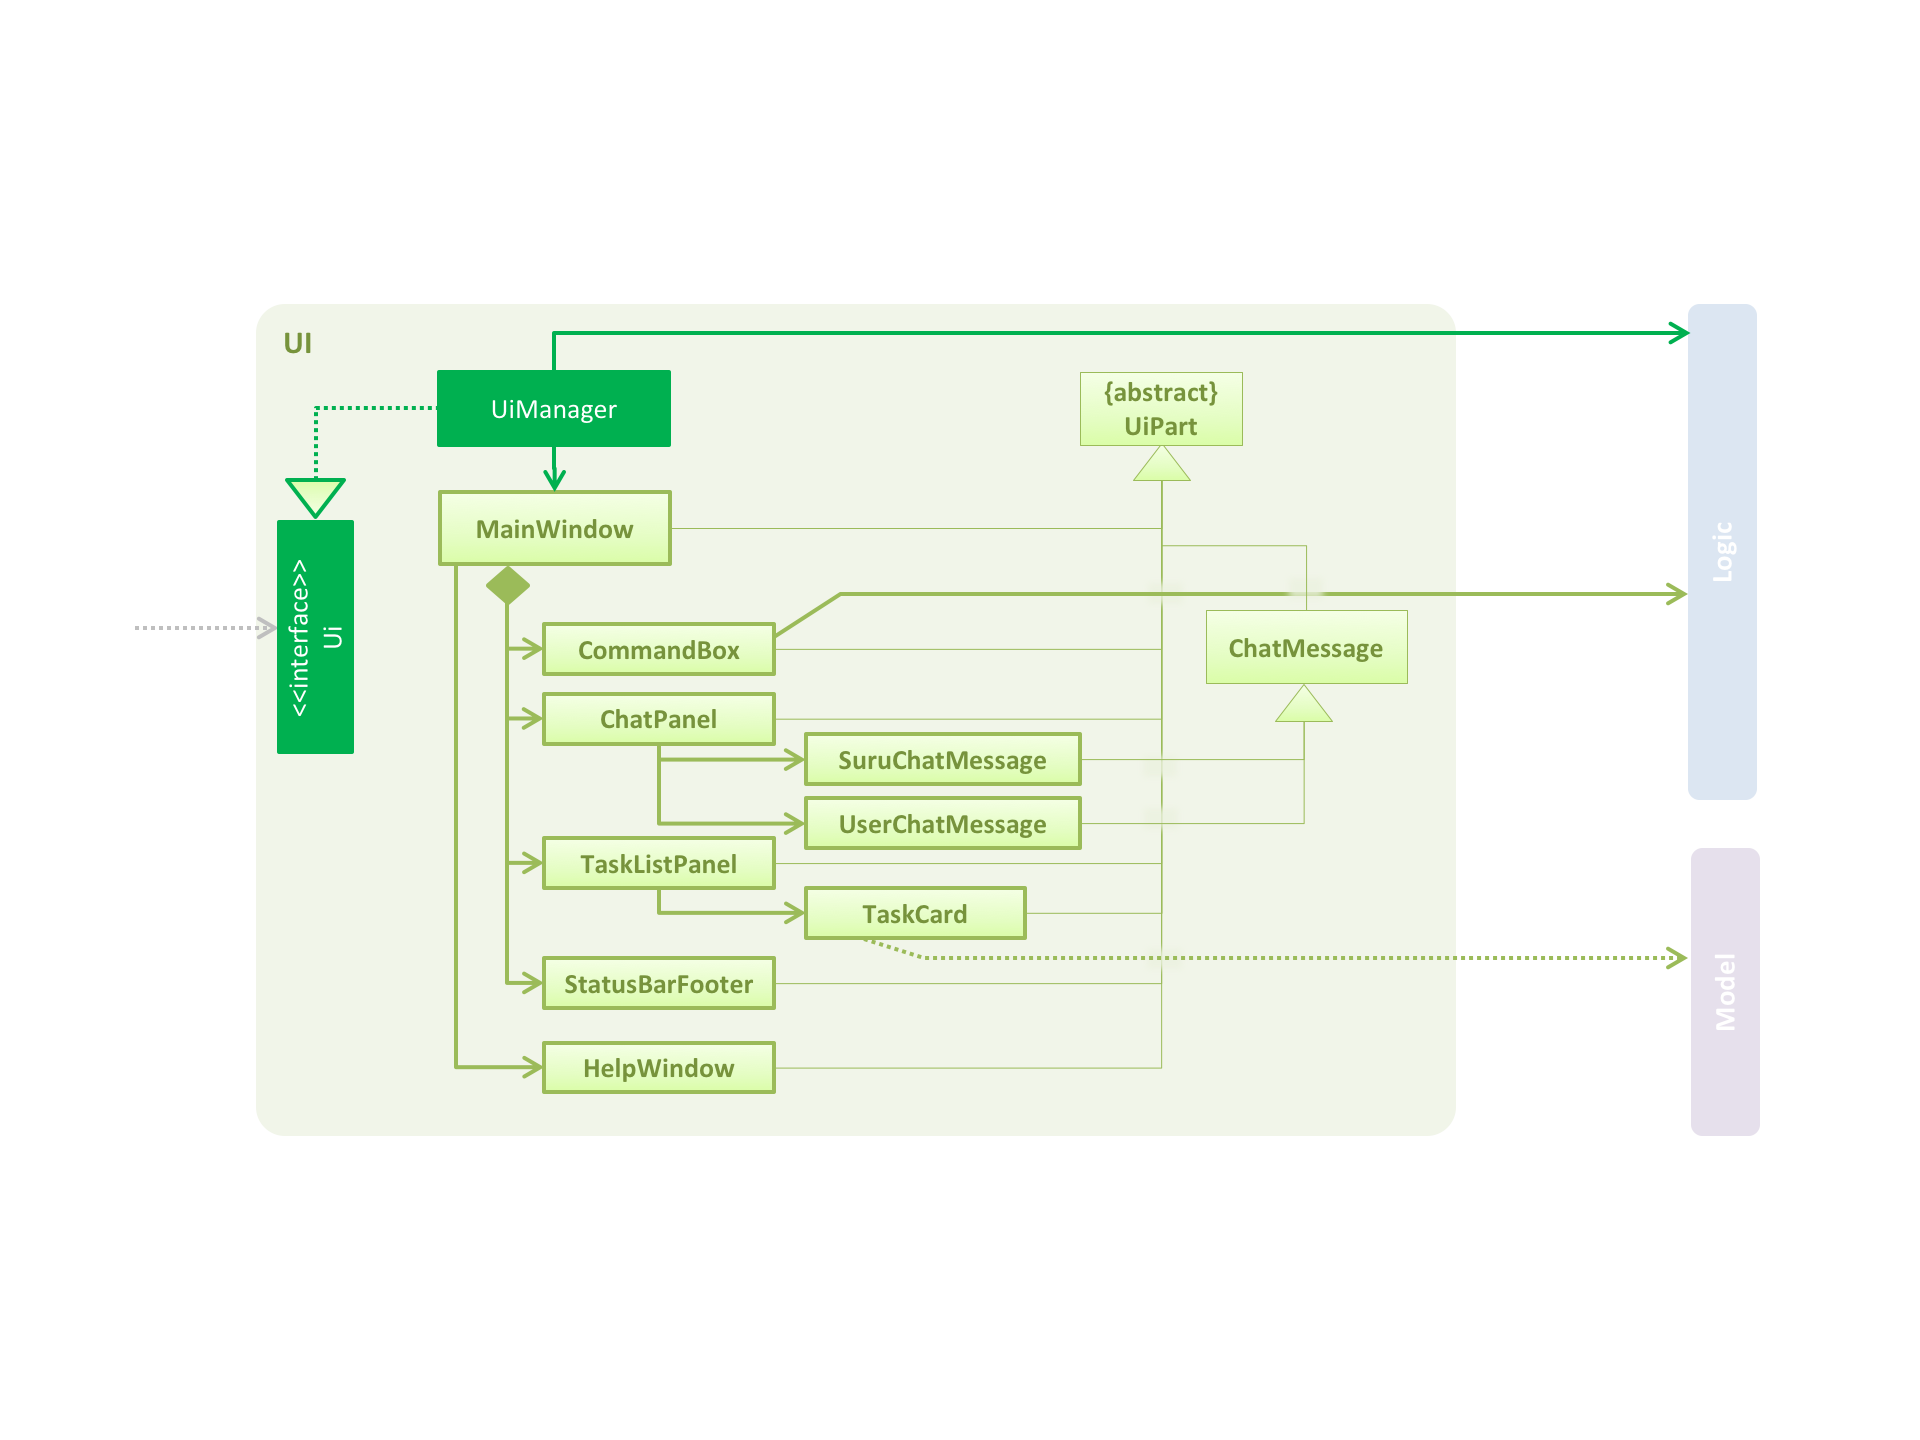 UI
UiManager
{abstract}
UiPart
MainWindow
<<interface>>
Ui
Logic
CommandBox
ChatMessage
ChatPanel
SuruChatMessage
UserChatMessage
TaskListPanel
TaskCard
StatusBarFooter
Model
HelpWindow